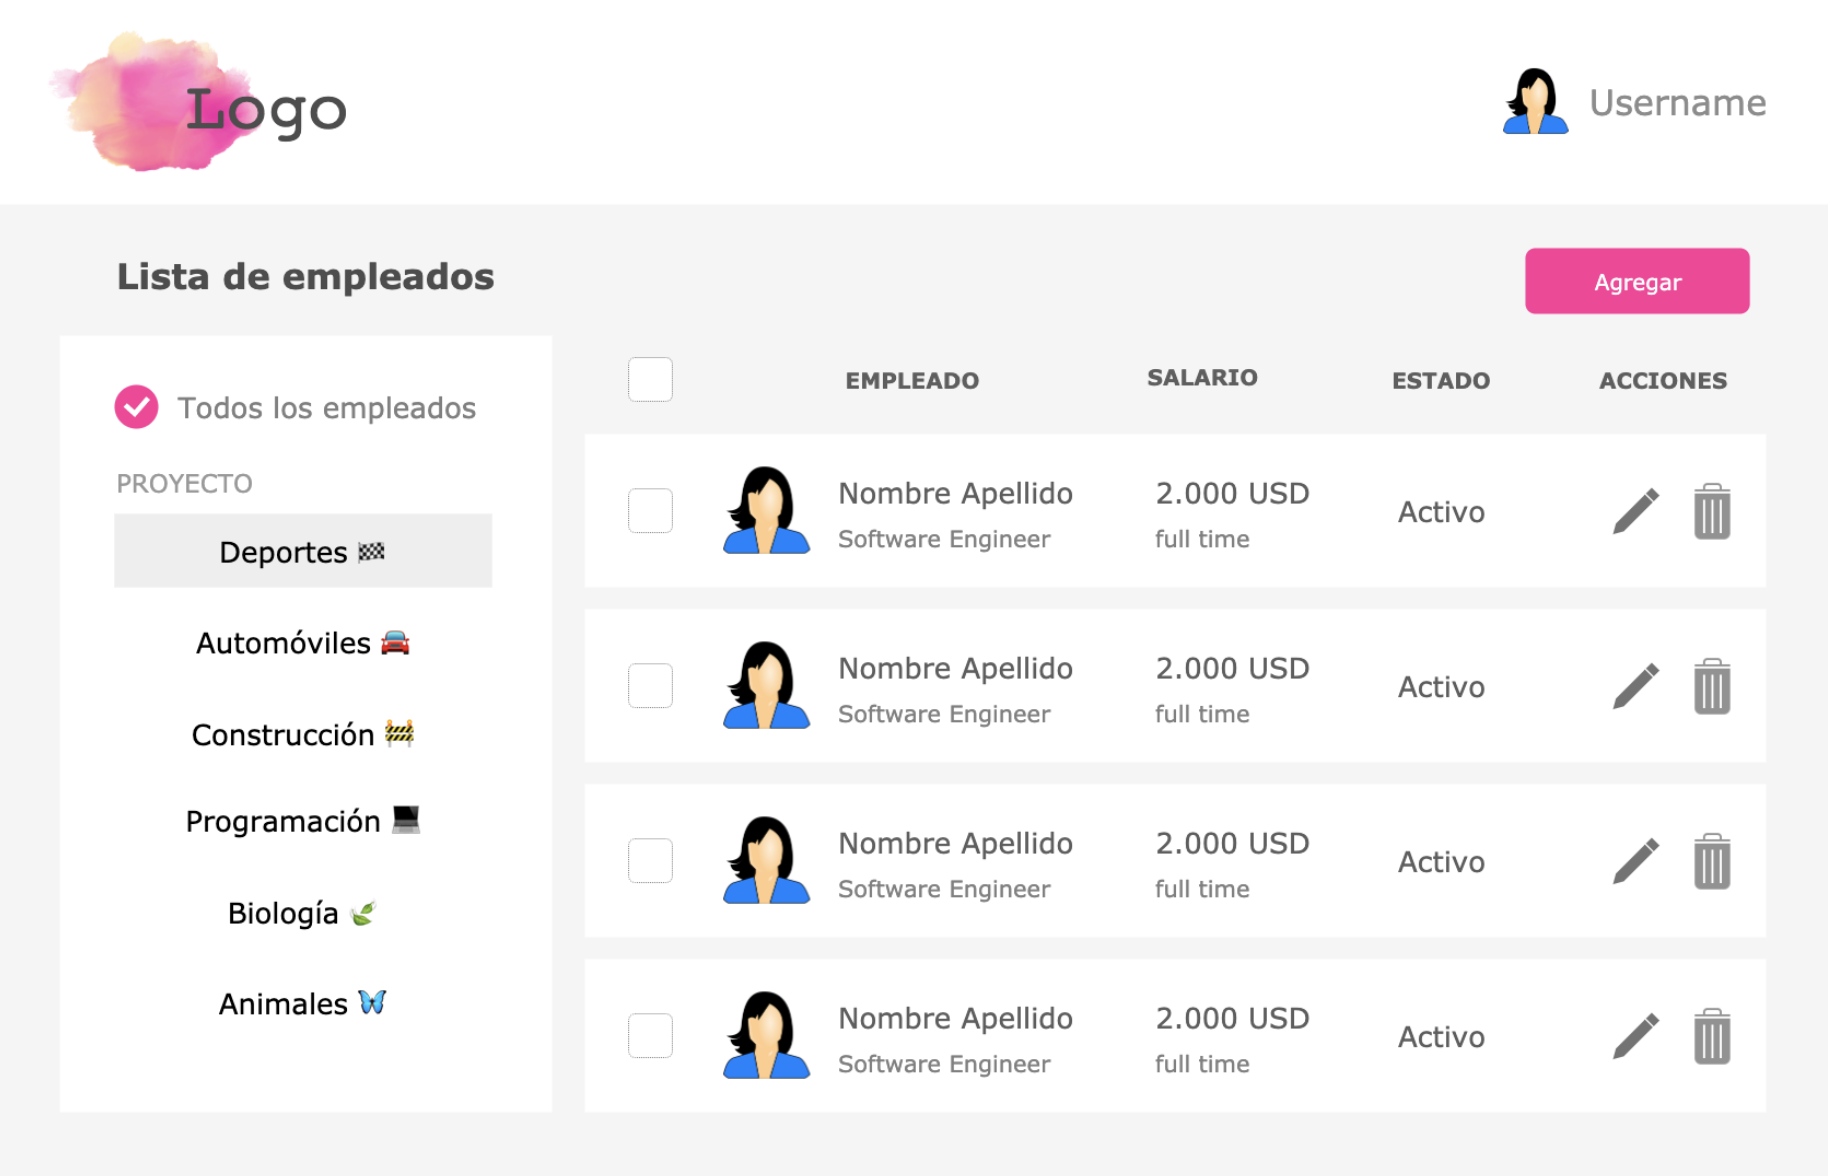 Logo
Username
Lista de empleados
Agregar
Todos los empleados
PROYECTO
Deportes 🏁
Automóviles 🚘
Construcción 🚧
Programación 💻
Biología 🍃
Animales 🦋
EMPLEADO SALARIO ESTADO ACCIONES
Nombre Apellido 2.000 USD Activo
Software Engineer full time
Nombre Apellido 2.000 USD Activo
Software Engineer full time
Nombre Apellido 2.000 USD Activo
Software Engineer full time
Nombre Apellido 2.000 USD Activo
Software Engineer full time